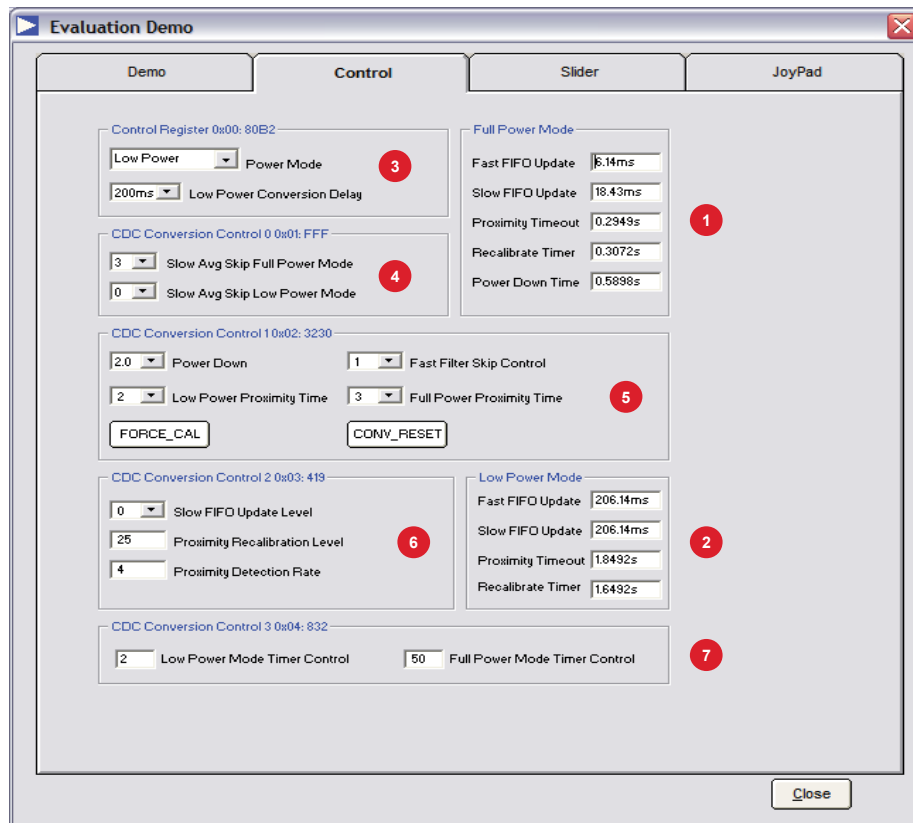 Evaluation Demo
Demo Control Slider JoyPad
Control Register 0x00: 80B2
Low Power Power Mode
200ms Low Power Conversion Delay
3
Full Power Mode
Fast FIFO Update 6.14ms
Slow FIFO Update 18.43ms
Proximity Timeout 0.2949s
Recalibrate Timer 0.3072s
Power Down Time 0.5898s
1
CDC Conversion Control 0 0x01: FFF
3 Slow Avg Skip Full Power Mode
0 Slow Avg Skip Low Power Mode
4
CDC Conversion Control 1 0x02: 3230
2.0 Power Down 1 Fast Filter Skip Control
2 Low Power Proximity Time 3 Full Power Proximity Time
FORCE_CAL CONV_RESET
5
CDC Conversion Control 2 0x03: 419
0 Slow FIFO Update Level
25 Proximity Recalibration Level
4 Proximity Detection Rate
6
Low Power Mode
Fast FIFO Update 206.14ms
Slow FIFO Update 206.14ms
Proximity Timeout 1.8492s
Recalibrate Timer 1.6492s
2
CDC Conversion Control 3 0x04: 832
2 Low Power Mode Timer Control 50 Full Power Mode Timer Control
7
Close